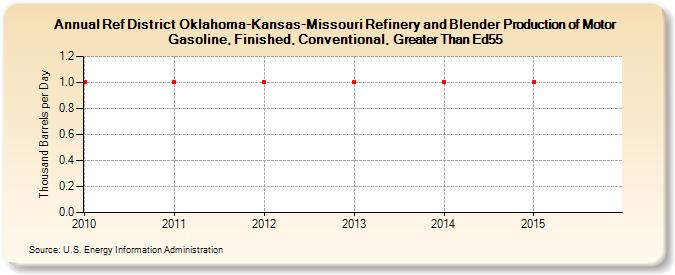 Annual Ref District Oklahoma-Kansas-Missouri Refinery and Blender Production of Motor
Gasoline, Finished, Conventional, Greater Than Ed55
Thousand Barrels per Day
1.2
1.0
0.8
0.6
0.4
0.2
0.0
2010 2011 2012 2013 2014 2015
Source: U.S. Energy Information Administration